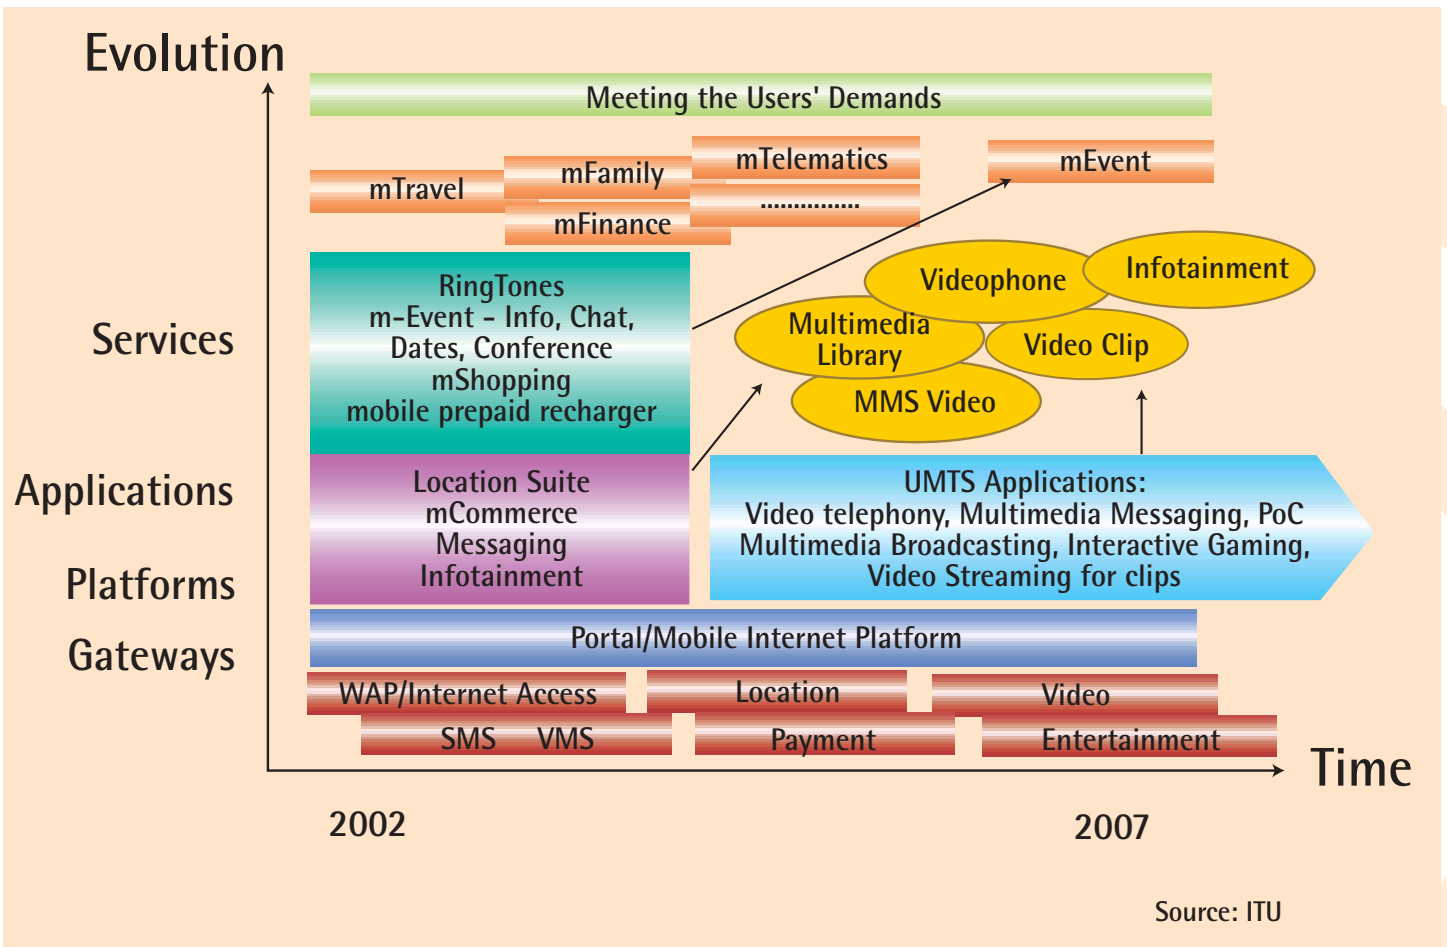 Evolution
Meeting the Users' Demands
mTravel
mFamily
mFinance
mTelematics
...............
mEvent
Services
RingTones
m-Event - Info, Chat,
Dates, Conference
mShopping
mobile prepaid recharger
Videophone
Infotainment
Multimedia
Library
Video Clip
MMS Video
Applications
Location Suite
mCommerce
Messaging
Infotainment
UMTS Applications:
Video telephony, Multimedia Messaging, PoC
Multimedia Broadcasting, Interactive Gaming,
Video Streaming for clips
Platforms
Gateways
Portal/Mobile Internet Platform
WAP/Internet Access
Location
Video
SMS VMS
Payment
Entertainment
Time
2002
2007
Source: ITU